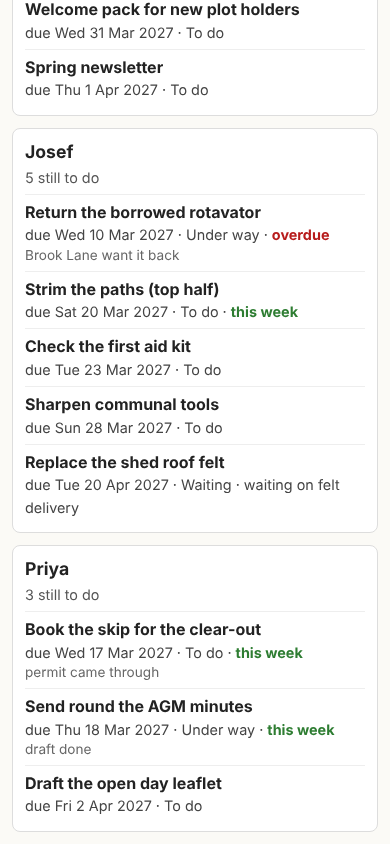 Welcome pack for new plot holders
due Wed 31 Mar 2027 · To do
Spring newsletter
due Thu 1 Apr 2027 · To do
Josef
5 still to do
Return the borrowed rotavator
due Wed 10 Mar 2027 · Under way · overdue
Brook Lane want it back
Strim the paths (top half)
due Sat 20 Mar 2027 · To do · this week
Check the first aid kit
due Tue 23 Mar 2027 · To do
Sharpen communal tools
due Sun 28 Mar 2027 · To do
Replace the shed roof felt
due Tue 20 Apr 2027 · Waiting · waiting on felt
delivery
Priya
3 still to do
Book the skip for the clear-out
due Wed 17 Mar 2027 · To do · this week
permit came through
Send round the AGM minutes
due Thu 18 Mar 2027 · Under way · this week
draft done
Draft the open day leaflet
due Fri 2 Apr 2027 · To do